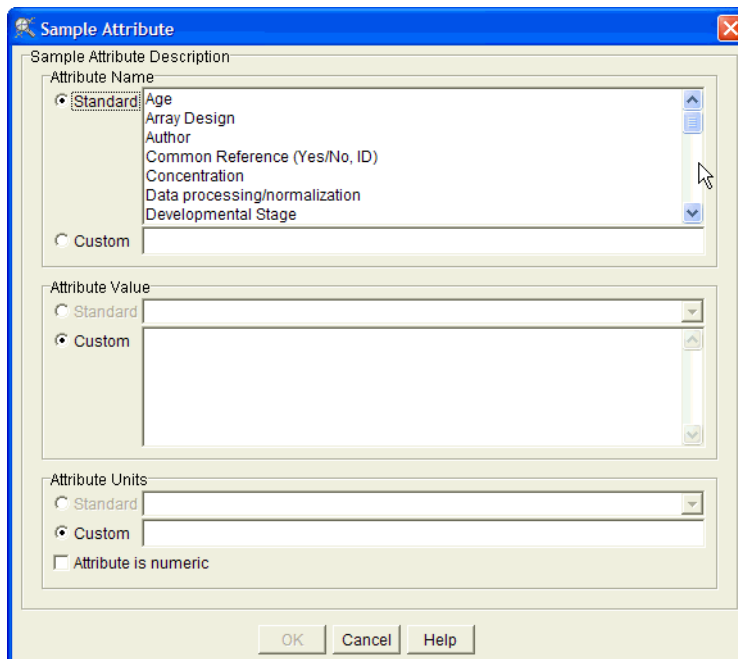 Sample Attribute
Sample Attribute Description
Attribute Name
Standard
Age
Array Design
Author
Common Reference (Yes/No, ID)
Concentration
Data processing/normalization
Developmental Stage
Custom
Attribute Value
Standard
Custom
Attribute Units
Standard
Custom
Attribute is numeric
OK Cancel Help